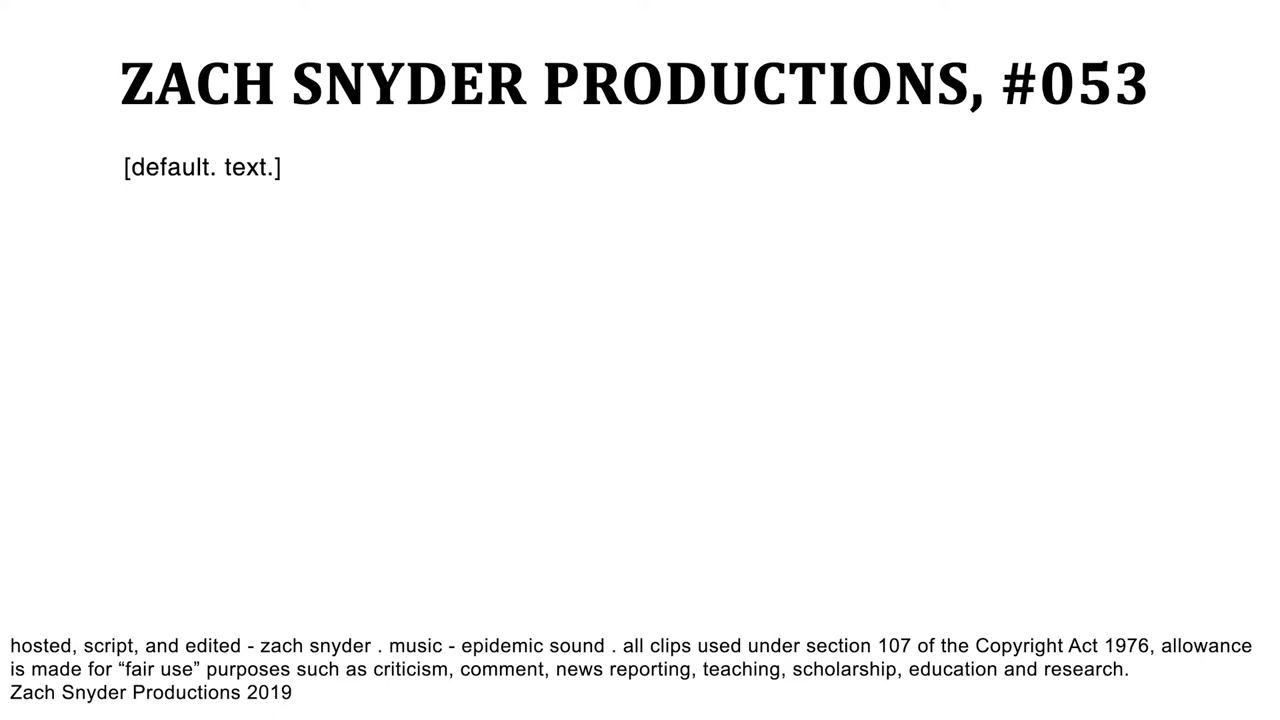 ZACH SNYDER PRODUCTIONS, #053
[default. text.]
hosted, script, and edited - zach snyder . music - epidemic sound . all clips used under section 107 of the Copyright Act 1976, allowance
is made for “fair use” purposes such as criticism, comment, news reporting, teaching, scholarship, education and research.
Zach Snyder Productions 2019